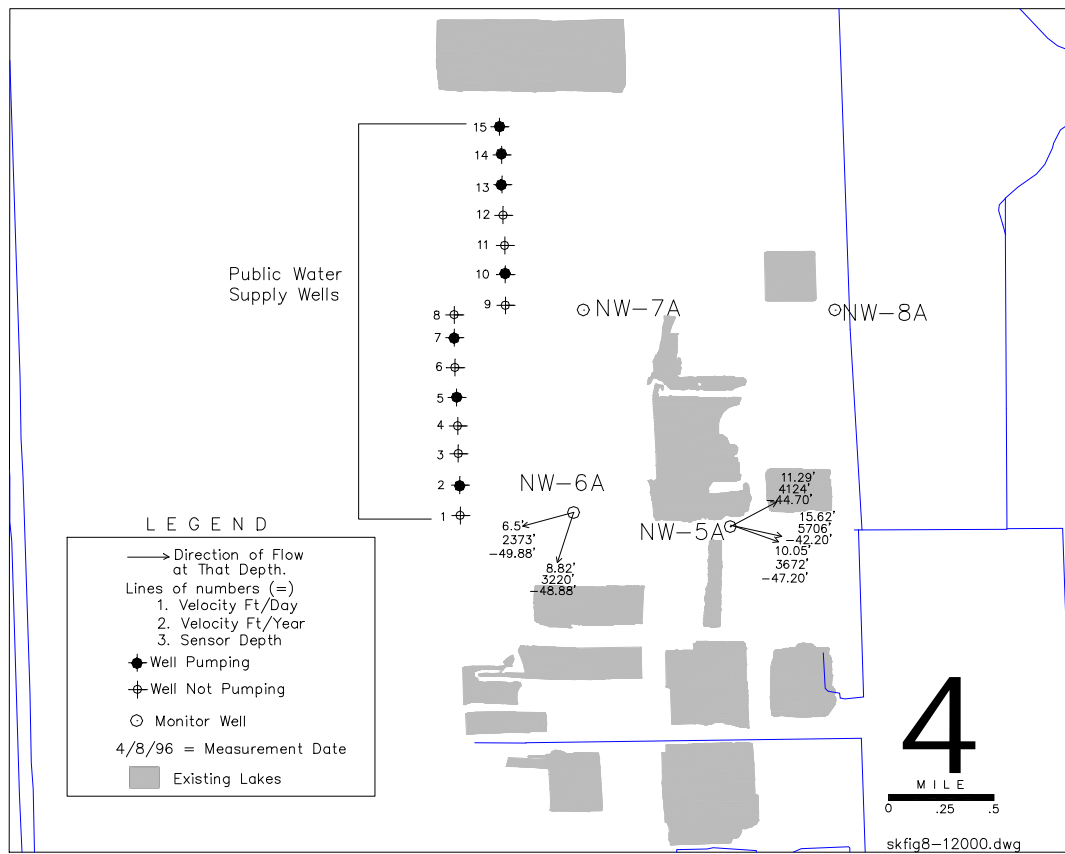 15
14
13
12
11
10
9
8
7
6
5
4
3
2
1
Public Water
Supply Wells
NW-7A
NW-8A
NW-6A
6.5'
2373'
-49.88'
8.82'
3220'
-48.88'
NW-5A
11.29'
4124'
-44.70'
15.62'
5706'
-42.20'
10.05'
3672'
-47.20'
LEGEND
Direction of Flow
at That Depth.
Lines of numbers (=)
1. Velocity Ft/Day
2. Velocity Ft/Year
3. Sensor Depth
Well Pumping
Well Not Pumping
Monitor Well
4/8/96 = Measurement Date
Existing Lakes
4
MILE
0 .25 .5
skfig8-12000.dwg